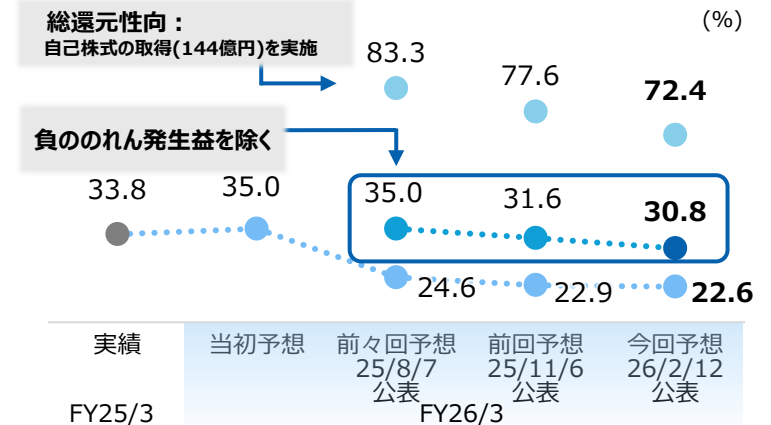 総還元性向：
自己株式の取得(144億円)を実施
(%)
83.3
77.6
72.4
負ののれん発生益を除く
33.8
35.0
35.0
31.6
30.8
24.6
22.9
22.6
実績
当初予想
前々回予想
25/8/7
公表
前回予想
25/11/6
公表
今回予想
26/2/12
公表
FY25/3
FY26/3